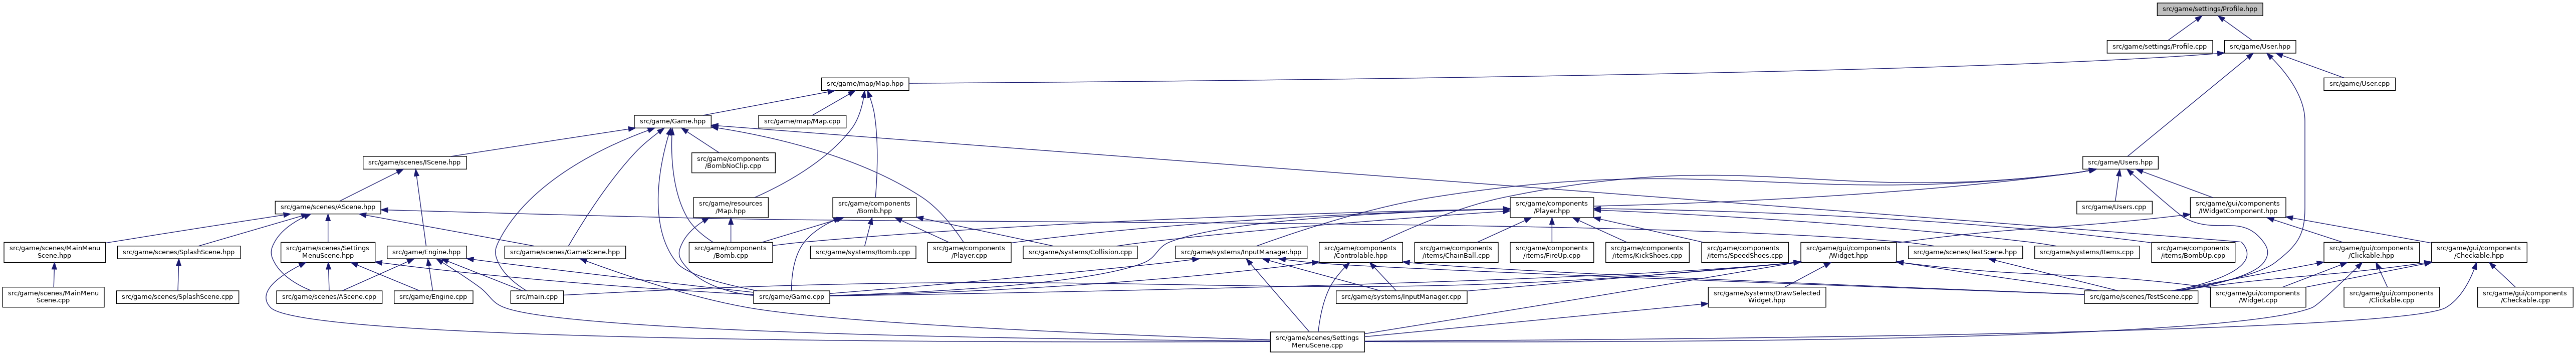 src/game/settings/Profile.hpp
src/game/settings/Profile.cpp
src/game/User.hpp
src/game/map/Map.hpp
src/game/User.cpp
src/game/Game.hpp
src/game/map/Map.cpp
src/game/scenes/IScene.hpp
src/game/components
/BombNoClip.cpp
src/game/Users.hpp
src/game/scenes/AScene.hpp
src/game/resources
/Map.hpp
src/game/components
/Bomb.hpp
src/game/components
/Player.hpp
src/game/Users.cpp
src/game/gui/components
/WidgetComponent.hpp
src/game/scenes/MainMenu
Scene.hpp
src/game/scenes/SplashScene.hpp
src/game/scenes/Settings
MenuScene.hpp
src/game/Engine.hpp
src/game/scenes/GameScene.hpp
src/game/components
/Bomb.cpp
src/game/systems/Bomb.cpp
src/game/components
/Player.cpp
src/game/systems/Collision.cpp
src/game/systems/InputManager.hpp
src/game/components
/Controlable.hpp
src/game/components
/items/ChainBall.cpp
src/game/components
/items/FireUp.cpp
src/game/components
/items/KickShoes.cpp
src/game/components
/items/SpeedShoes.cpp
src/game/gui/components
/Widget.hpp
src/game/scenes/TestScene.hpp
src/game/systems/Items.cpp
src/game/components
/items/BombUp.cpp
src/game/gui/components
/Clickable.hpp
src/game/gui/components
/Checkable.hpp
src/game/scenes/MainMenu
Scene.cpp
src/game/scenes/SplashScene.cpp
src/game/scenes/AScene.cpp
src/game/Engine.cpp
src/main.cpp
src/game/Game.cpp
src/game/systems/InputManager.cpp
src/game/systems/DrawSelected
Widget.hpp
src/game/scenes/TestScene.cpp
src/game/gui/components
/Widget.cpp
src/game/gui/components
/Clickable.cpp
src/game/gui/components
/Checkable.cpp
src/game/scenes/Settings
MenuScene.cpp